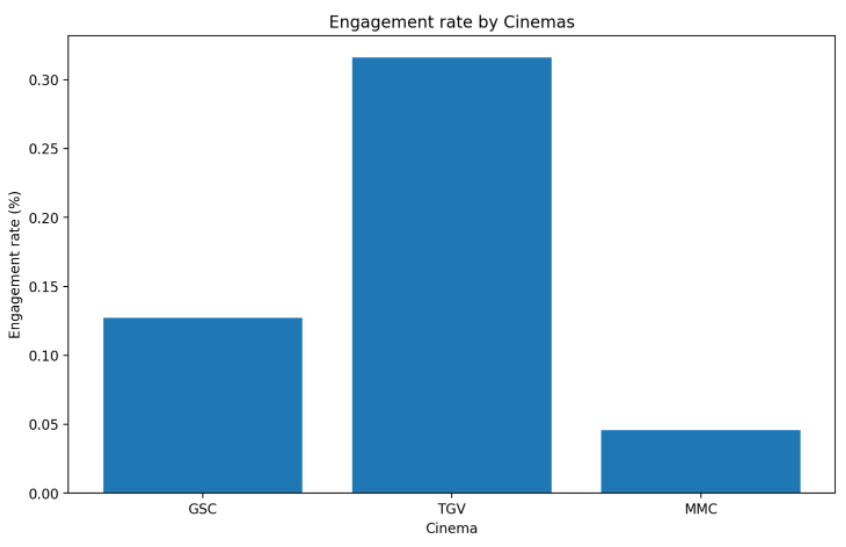 Engagement rate by Cinemas
Engagement rate (%)
0.30
0.25
0.20
0.15
0.10
0.05
0.00
GSC
TGV
MMC
Cinema